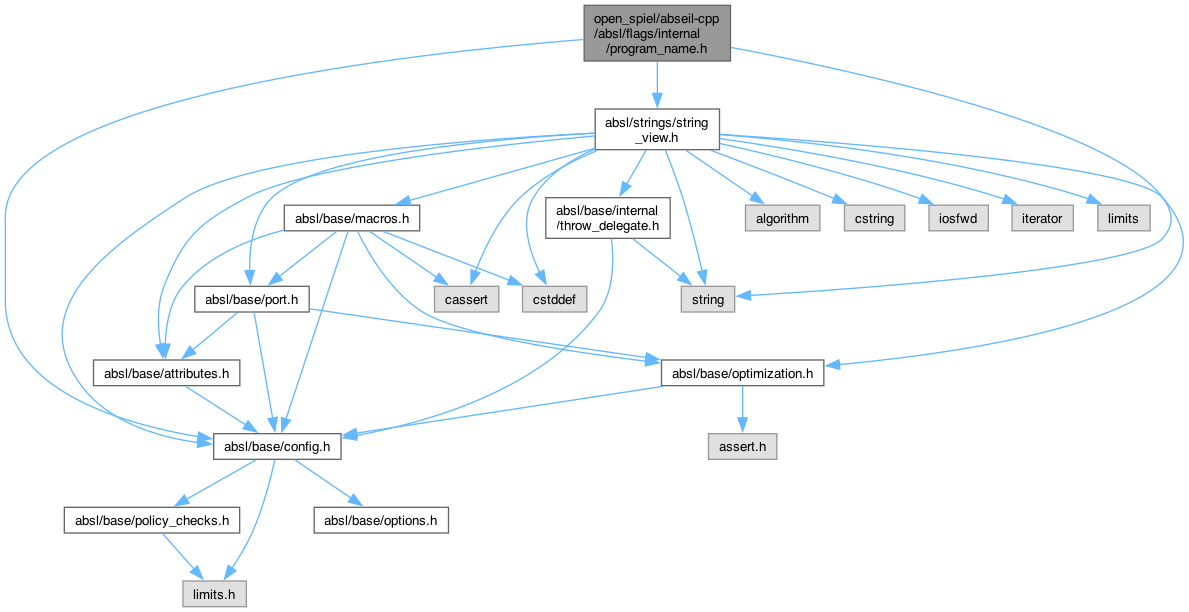 open_spiel/abseil-cpp
/absl/flags/internal
/program_name.h
absl/strings/string
_view.h
absl/base/macros.h
absl/base/internal
/throw_delegate.h
algorithm
cstring
iosfwd
iterator
limits
absl/base/port.h
cassert
cstddef
string
absl/base/attributes.h
absl/base/optimization.h
absl/base/config.h
assert.h
absl/base/policy_checks.h
absl/base/options.h
limits.h